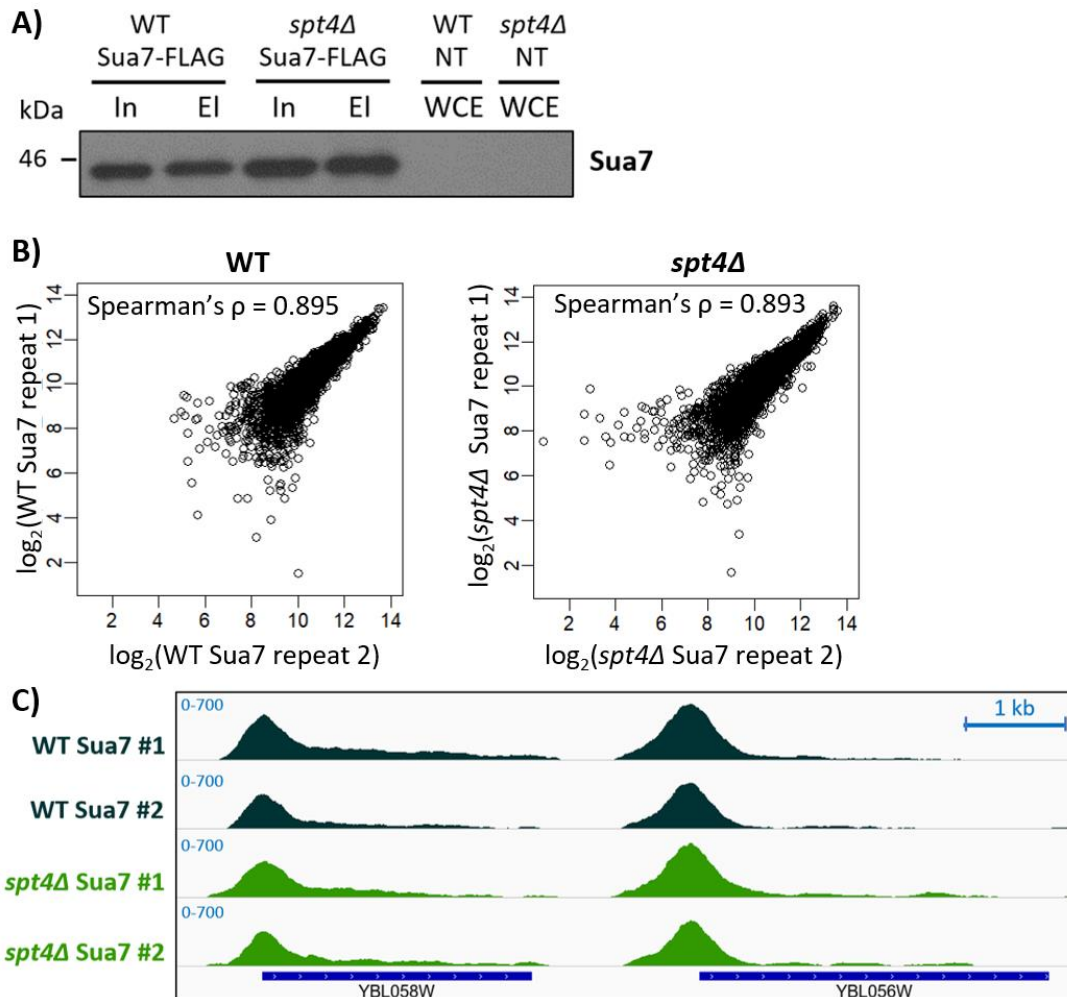 A)
WT
Sua7-FLAG
spt4Δ
Sua7-FLAG
WT
NT
spt4Δ
NT
kDa
In
El
In
El
WCE
WCE
46
Sua7
B)
WT
Spearman's ρ = 0.895
14
12
10
8
6
4
2
log₂(WT Sua7 repeat 1)
2 4 6 8 10 12 14
log₂(WT Sua7 repeat 2)
spt4Δ
Spearman's ρ = 0.893
14
12
10
8
6
4
2
log₂(spt4Δ Sua7 repeat 1)
2 4 6 8 10 12 14
log₂(spt4Δ Sua7 repeat 2)
C)
0-700
1 kb
WT Sua7 #1
0-700
WT Sua7 #2
0-700
spt4Δ Sua7 #1
0-700
spt4Δ Sua7 #2
YBL058W
YBL056W